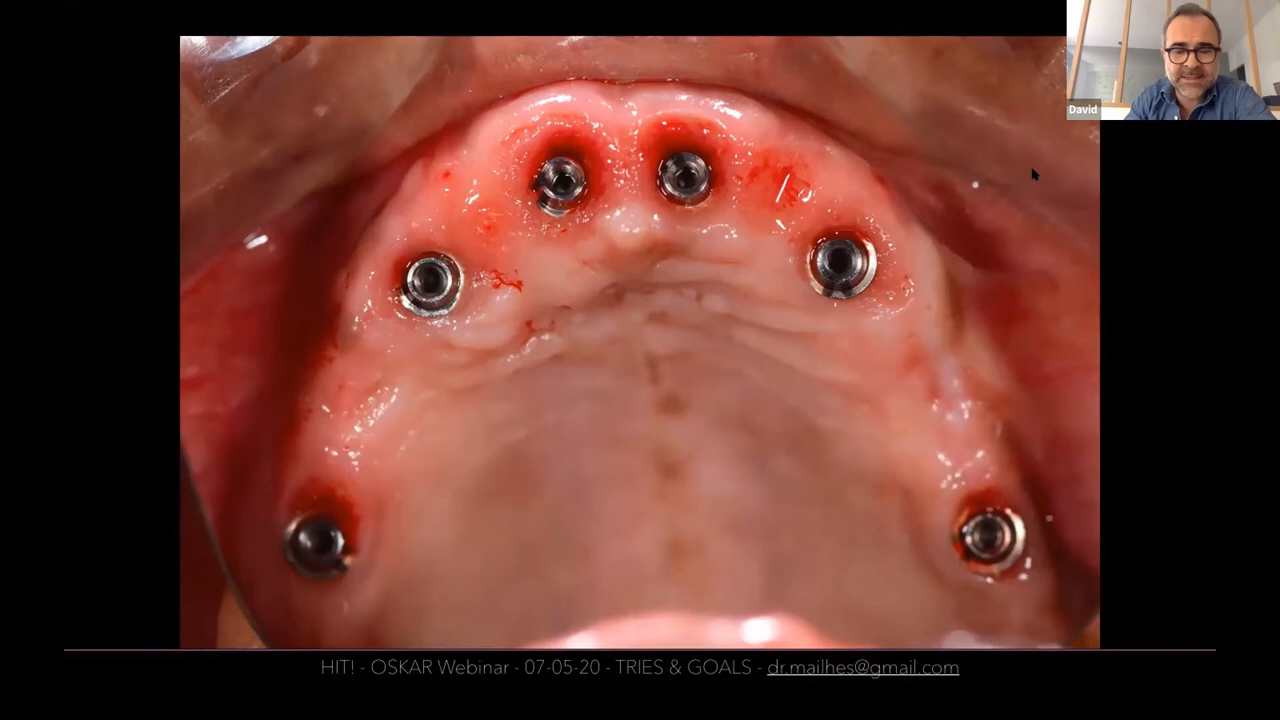 David
HIT! - OSKAR Webinar - 07-05-20 - TRIES & GOALS - dr.mailhes@gmail.com